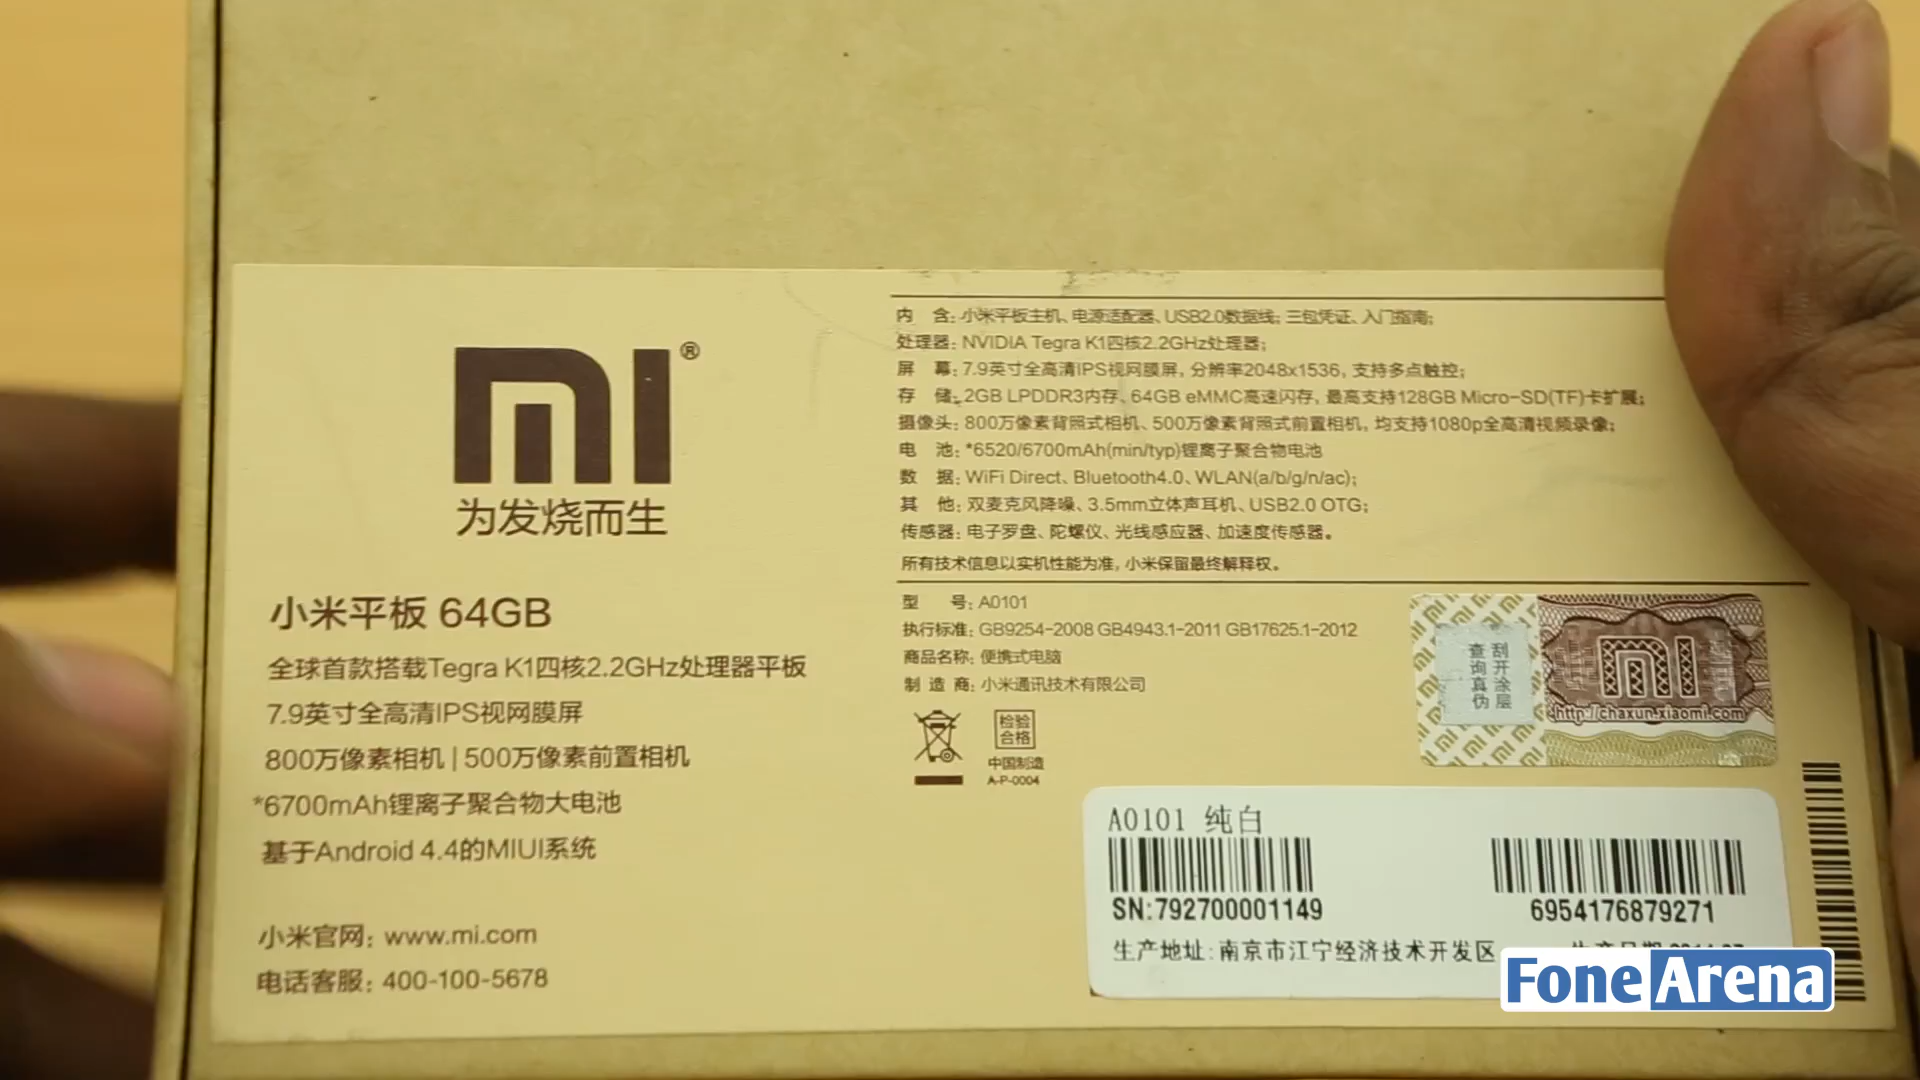 MI®
为发烧而生
小米平板 64GB
全球首款搭载Tegra K1四核2.2GHz处理器平板
7.9英寸全高清IPS视网膜屏
800万像素相机 | 500万像素前置相机
*6700mAh锂离子聚合物大电池
基于Android 4.4的MIUI系统
小米官网: www.mi.com
电话客服: 400-100-5678
内 含: 小米平板主机、电源适配器、USB2.0数据线; 三包凭证、入门指南;
处理器: NVIDIA Tegra K1四核2.2GHz处理器;
屏 幕: 7.9英寸全高清IPS视网膜屏, 分辨率2048x1536, 支持多点触控;
存 储: 2GB LPDDR3内存、64GB eMMC高速闪存, 最高支持128GB Micro-SD(TF)卡扩展;
摄像头: 800万像素背照式相机、500万像素背照式前置相机, 均支持1080p全高清视频录像;
电 池: *6520/6700mAh(min/typ)锂离子聚合物电池
数 据: WiFi Direct、Bluetooth4.0、WLAN(a/b/g/n/ac);
其 他: 双麦克风降噪、3.5mm立体声耳机、USB2.0 OTG;
传感器: 电子罗盘、陀螺仪、光线感应器、加速度传感器。
所有技术信息以实机性能为准, 小米保留最终解释权。
型 号: A0101
执行标准: GB9254-2008 GB4943.1-2011 GB17625.1-2012
商品名称: 便携式电脑
制 造 商: 小米通讯技术有限公司
检验
合格
中国制造
A-P-0004
刮开涂层
查询真伪
MI
http://chaxun.xiaomi.com
A0101 纯白
SN:792700001149
6954176879271
生产地址:南京市江宁经济技术开发区
FoneArena